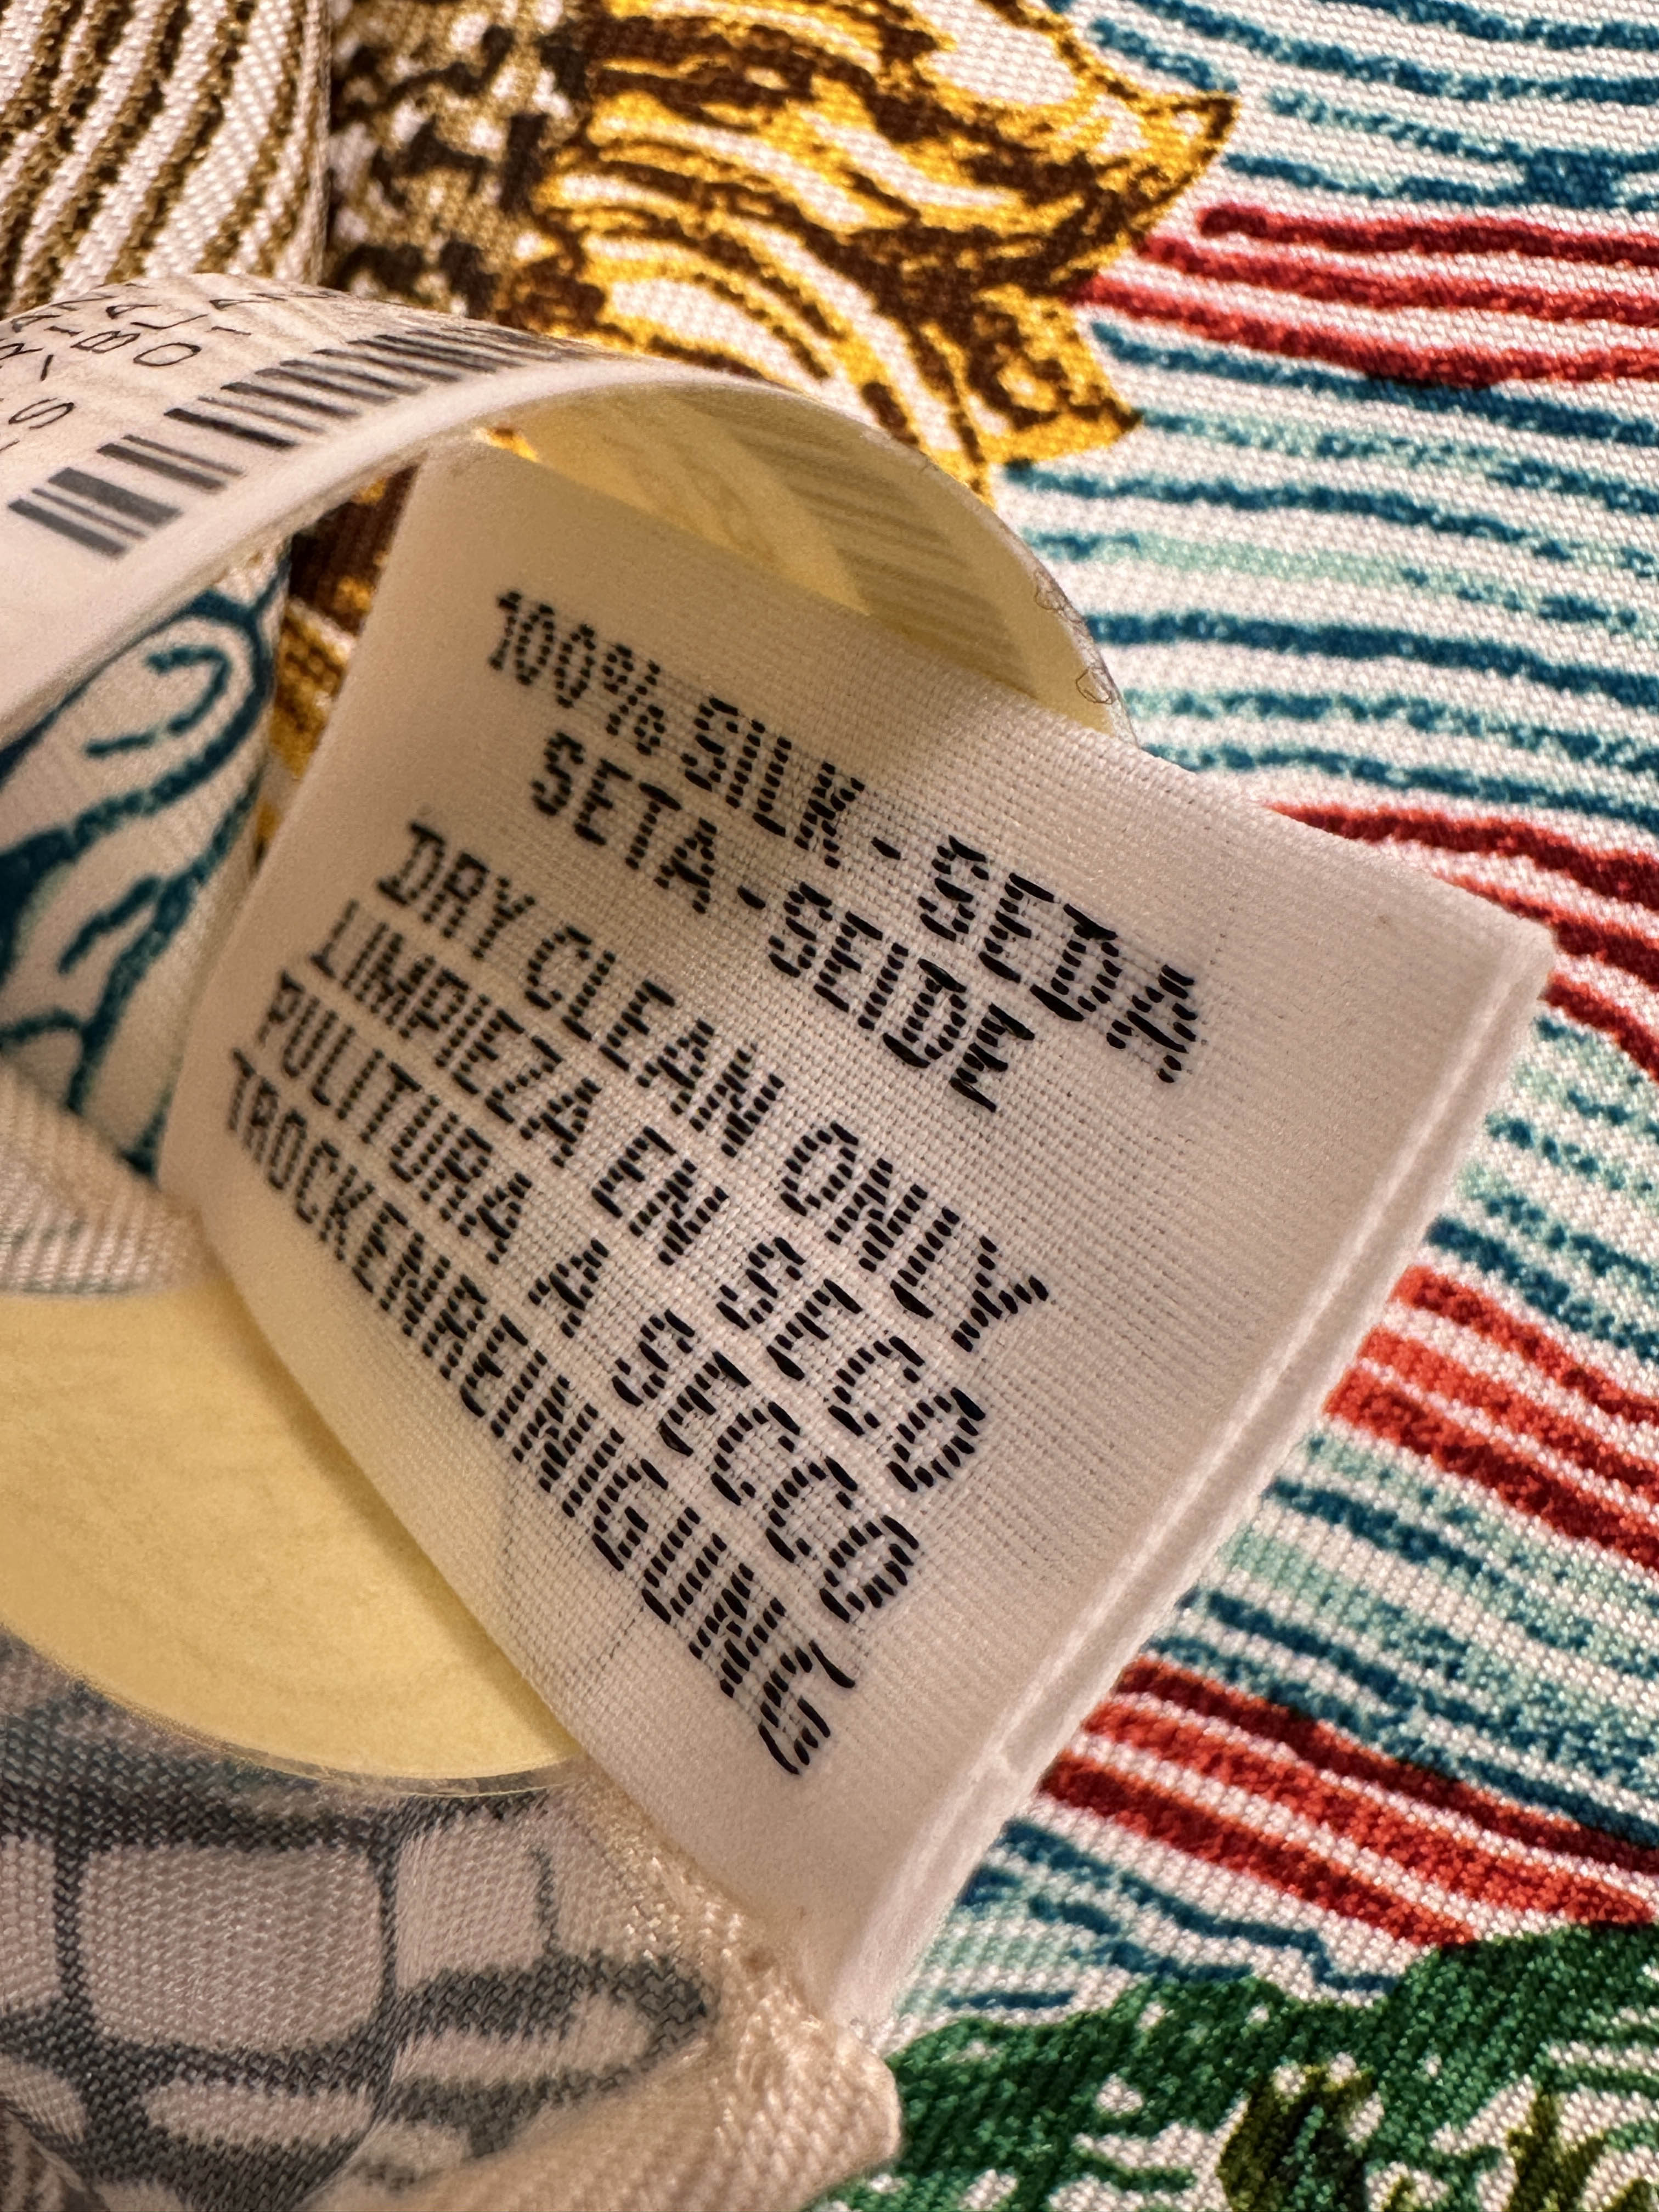 100% SILK - SEDA
SETA - SEIDE
DRY CLEAN ONLY
LIMPIEZA EN SECO
PULITURA A SECCO
TROCKENREINIGUNG